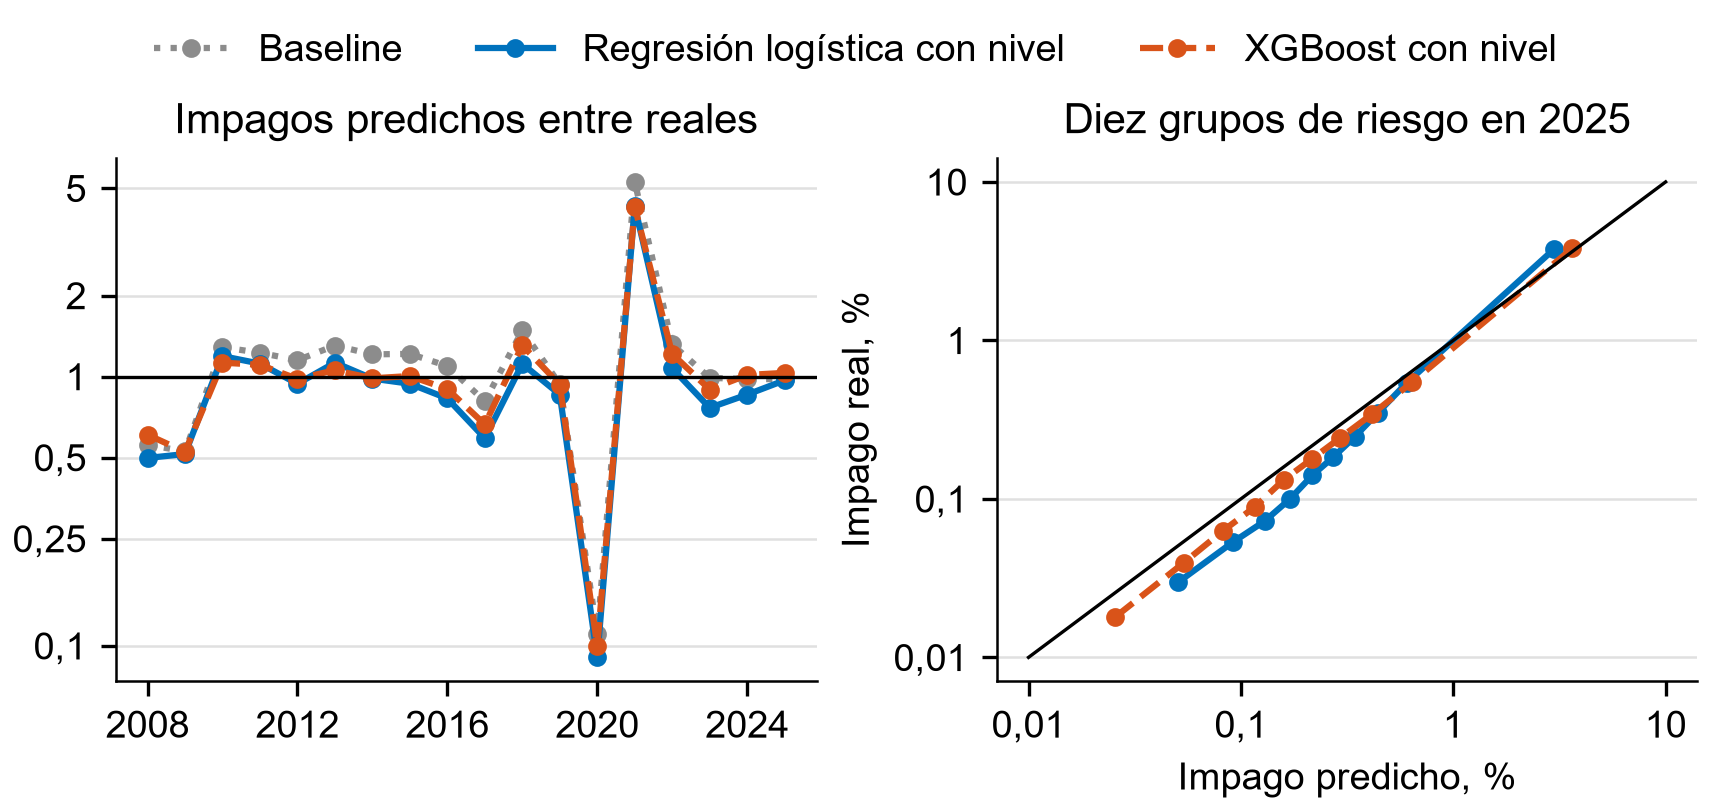 Baseline
Regresión logística con nivel
XGBoost con nivel
Impagos predichos entre reales
5
2
1
0,5
0,25
0,1
2008
2012
2016
2020
2024
Diez grupos de riesgo en 2025
Impago real, %
10
1
0,1
0,01
0,01
0,1
1
10
Impago predicho, %